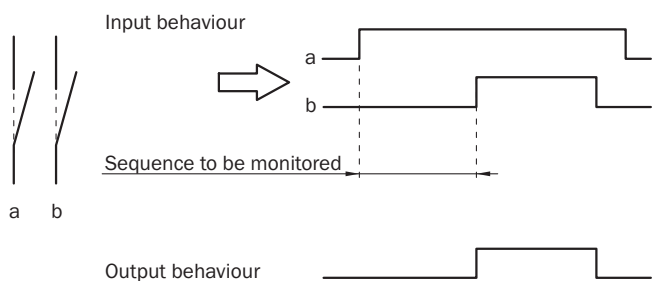 Input behaviour
a
b
Sequence to be monitored
a b
Output behaviour